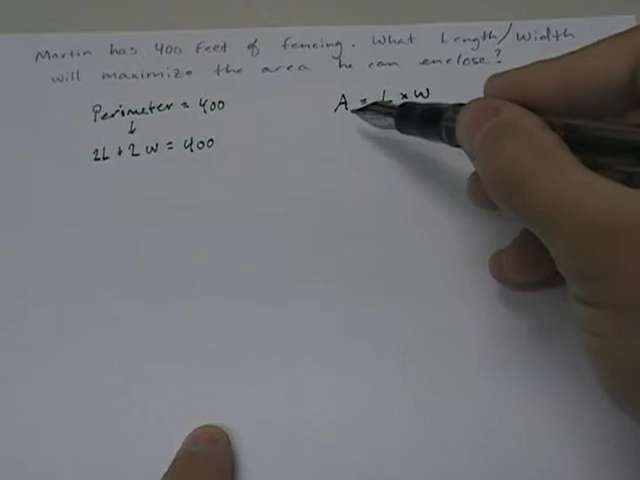 Martin has 400 feet of fencing. What Length/Width
will maximize the area he can enclose?
Perimeter = 400
↓
2L + 2W = 400
A = L × W